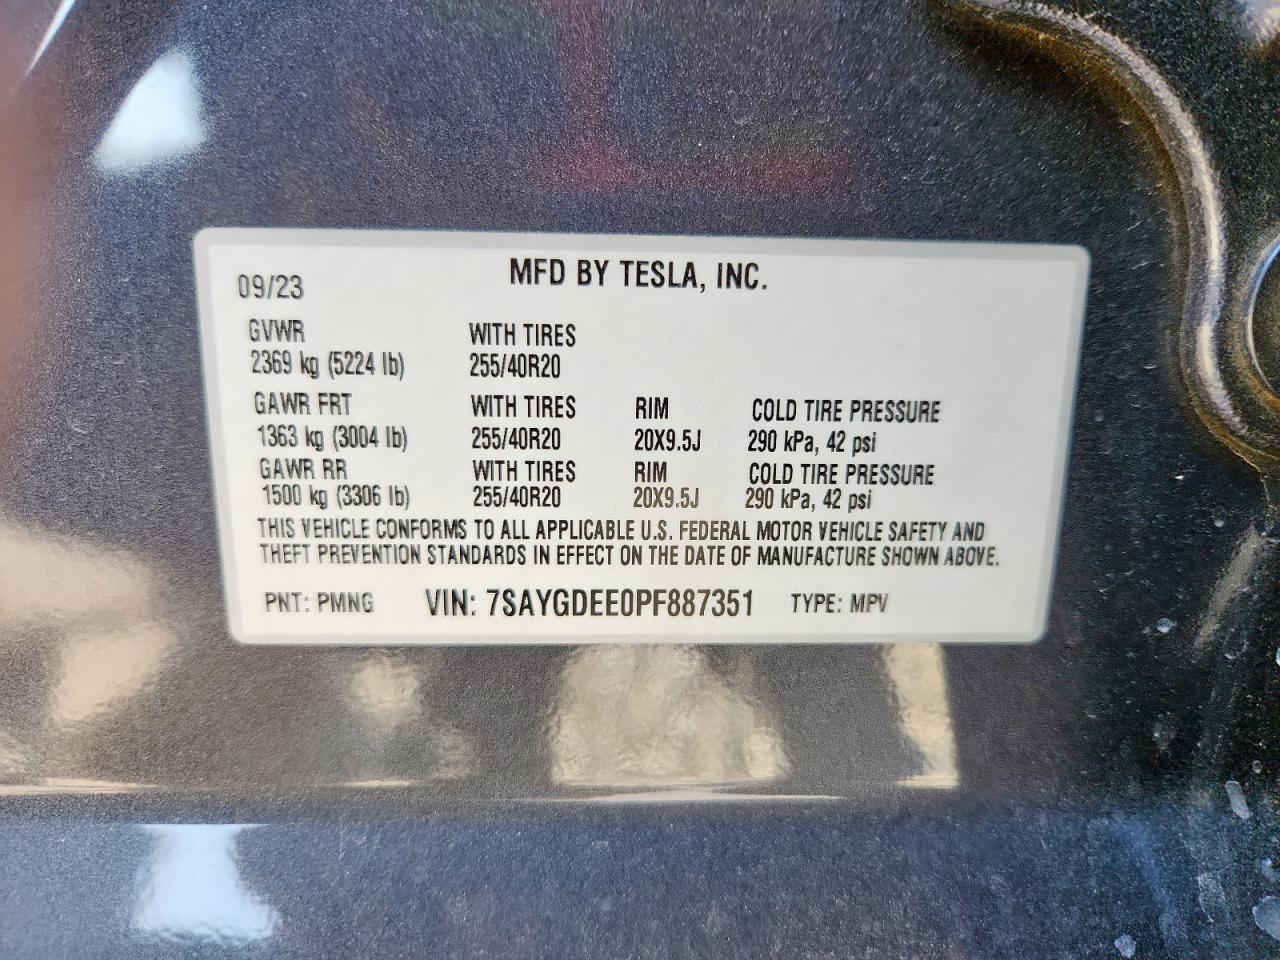 MFD BY TESLA, INC.
09/23
GVWR WITH TIRES
2369 kg (5224 lb) 255/40R20
GAWR FRT WITH TIRES RIM COLD TIRE PRESSURE
1363 kg (3004 lb) 255/40R20 20X9.5J 290 kPa, 42 psi
GAWR RR WITH TIRES RIM COLD TIRE PRESSURE
1500 kg (3306 lb) 255/40R20 20X9.5J 290 kPa, 42 psi
THIS VEHICLE CONFORMS TO ALL APPLICABLE U.S. FEDERAL MOTOR VEHICLE SAFETY AND
THEFT PREVENTION STANDARDS IN EFFECT ON THE DATE OF MANUFACTURE SHOWN ABOVE.
PNT: PMNG VIN: 7SAYGDEE0PF887351 TYPE: MPV